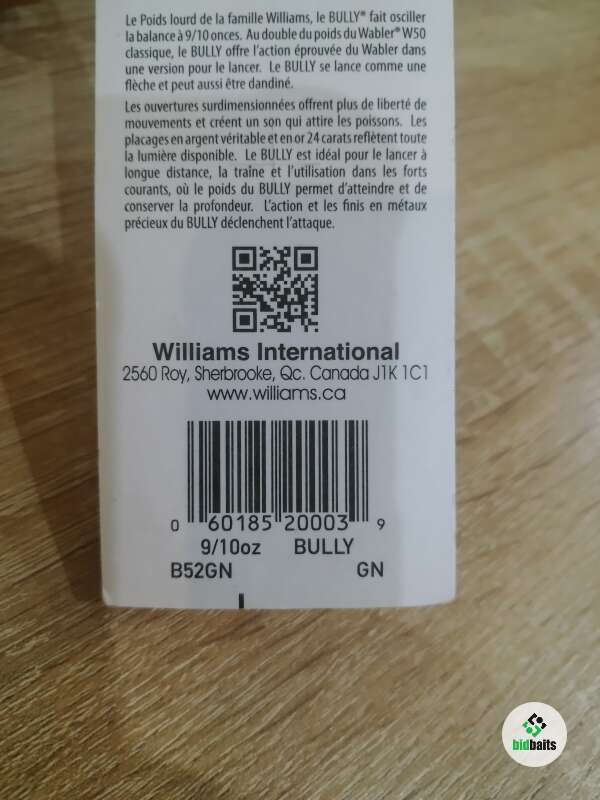 Le Poids lourd de la famille Williams, le BULLY® fait osciller
la balance à 9/10 onces. Au double du poids du Wabler® W50
classique, le BULLY offre l'action éprouvée du Wabler dans
une version pour le lancer. Le BULLY se lance comme une
flèche et peut aussi être dandiné.
Les ouvertures surdimensionnées offrent plus de liberté de
mouvements et créent un son qui attire les poissons. Les
placages en argent véritable et en or 24 carats reflètent toute
la lumière disponible. Le BULLY est idéal pour le lancer à
longue distance, la traîne et l'utilisation dans les forts
courants, où le poids du BULLY permet d'atteindre et de
conserver la profondeur. L'action et les finis en métaux
précieux du BULLY déclenchent l'attaque.
Williams International
2560 Roy, Sherbrooke, Qc. Canada J1K 1C1
www.williams.ca
0 60185 20003 9
9/10oz BULLY
B52GN GN
bidbaits